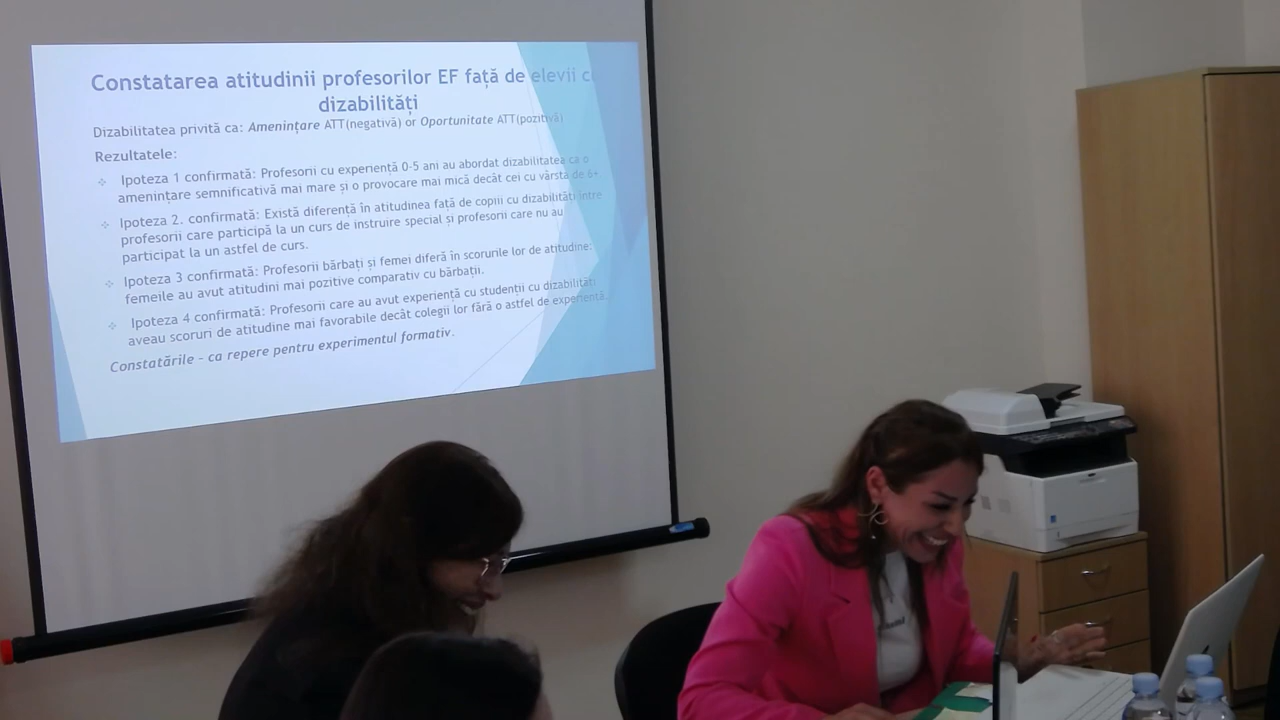 Constatarea atitudinii profesorilor EF față de elevii cu
dizabilități
Dizabilitatea privită ca: Amenințare ATT(negativă) or Oportunitate ATT(pozitivă)
Rezultatele:
Ipoteza 1 confirmată: Profesorii cu experiență 0-5 ani au abordat dizabilitatea ca o
amenințare semnificativă mai mare și o provocare mai mică decât cei cu vârsta de 6+
Ipoteza 2. confirmată: Există diferență în atitudinea față de copiii cu dizabilități între
profesorii care participă la un curs de instruire special și profesorii care nu au
participat la un astfel de curs.
Ipoteza 3 confirmată: Profesorii bărbați și femei diferă în scorurile lor de atitudine:
femeile au avut atitudini mai pozitive comparativ cu bărbații.
Ipoteza 4 confirmată: Profesorii care au avut experiență cu studenții cu dizabilități
aveau scoruri de atitudine mai favorabile decât colegii lor fără o astfel de experiență.
Constatările - ca repere pentru experimentul formativ.